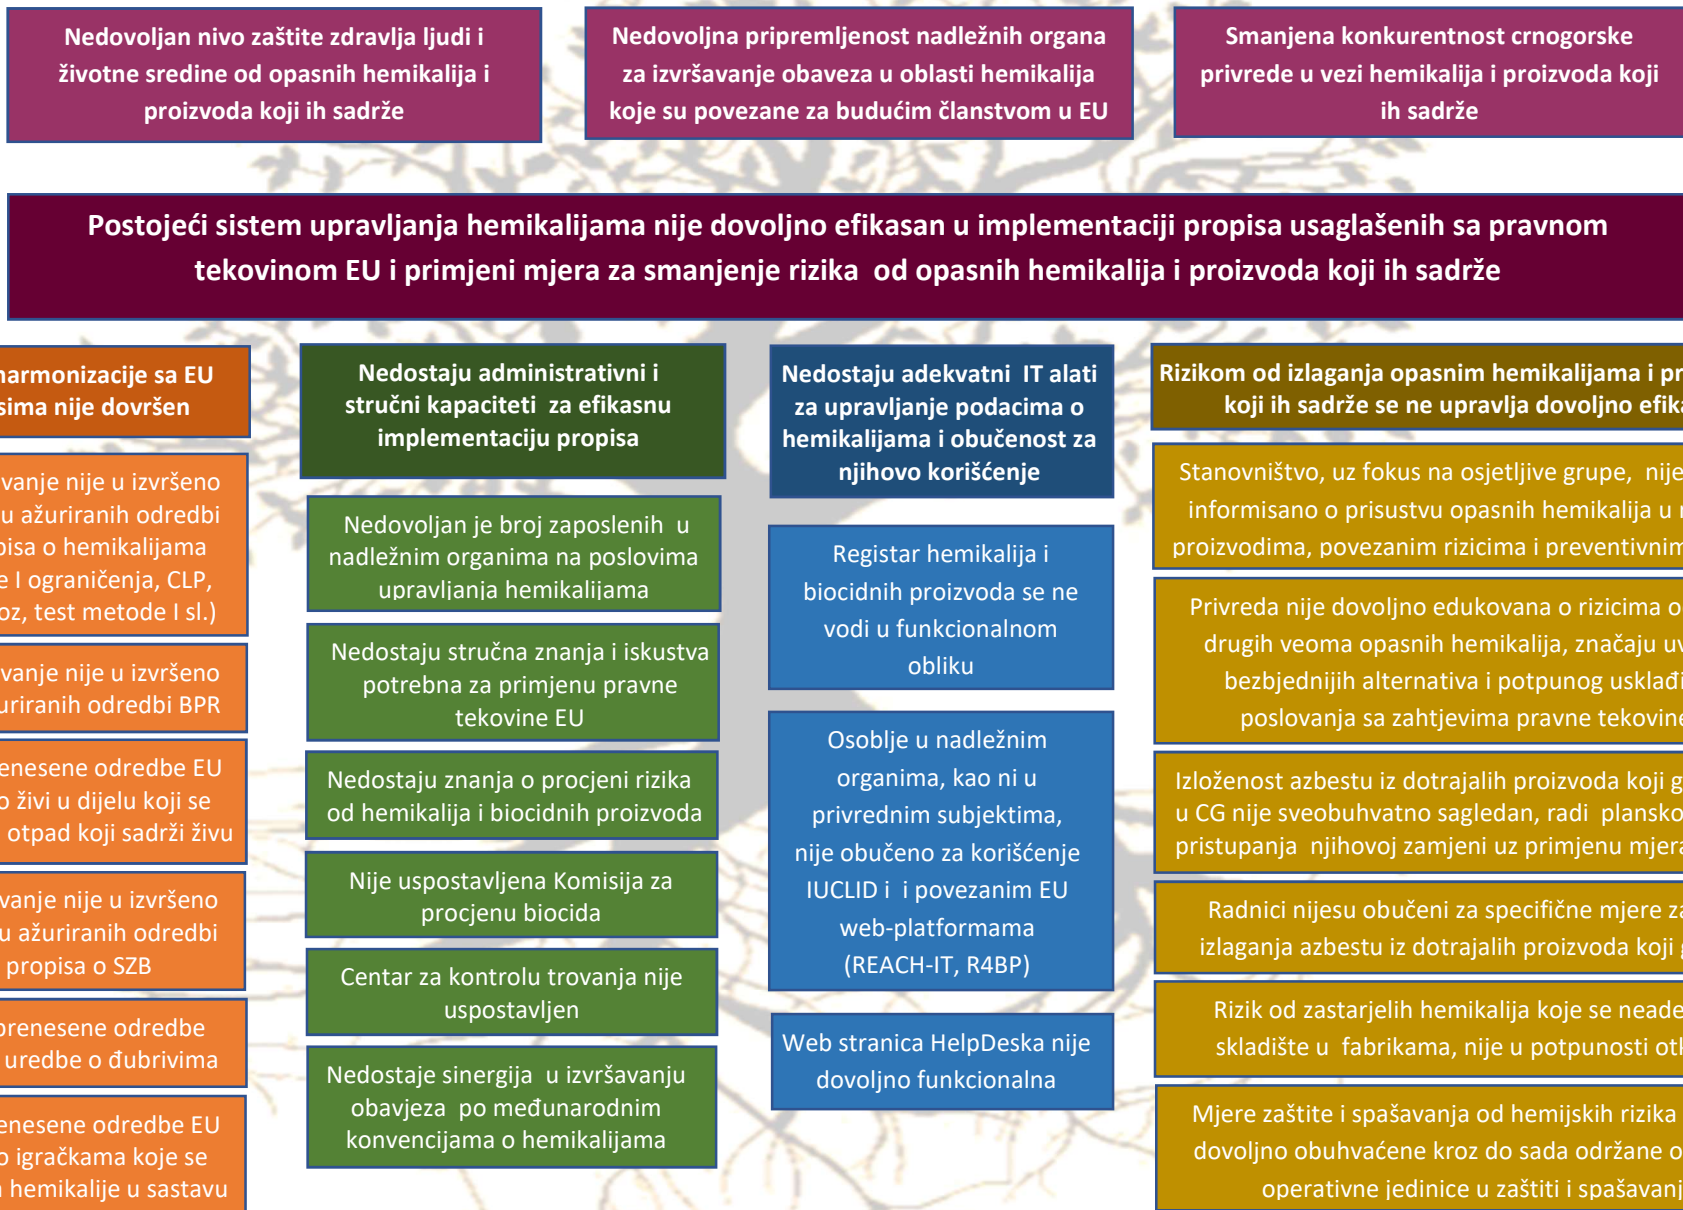 Nedovoljan nivo zaštite zdravlja ljudi i
životne sredine od opasnih hemikalija i
proizvoda koji ih sadrže
Nedovoljna pripremljenost nadležnih organa
za izvršavanje obaveza u oblasti hemikalija
koje su povezane za budućim članstvom u EU
Smanjena konkurentnost crnogorske
privrede u vezi hemikalija i proizvoda koji
ih sadrže
Postojeći sistem upravljanja hemikalijama nije dovoljno efikasan u implementaciji propisa usaglašenih sa pravnom
tekovinom EU i primjeni mjera za smanjenje rizika od opasnih hemikalija i proizvoda koji ih sadrže
harmonizacije sa EU
sima nije dovršen
vanje nije u izvršeno
u ažuriranih odredbi
pisa o hemikalijama
e I ograničenja, CLP,
oz, test metode I sl.)
vanje nije u izvršeno
uriranih odredbi BPR
enesene odredbe EU
o živi u dijelu koji se
otpad koji sadrži živu
vanje nije u izvršeno
u ažuriranih odredbi
propisa o SZB
prenesene odredbe
uredbe o đubrivima
enesene odredbe EU
o igračkama koje se
hemikalije u sastavu
Nedostaju administrativni i
stručni kapaciteti za efikasnu
implementaciju propisa
Nedovoljan je broj zaposlenih u
nadležnim organima na poslovima
upravljanja hemikalijama
Nedostaju stručna znanja i iskustva
potrebna za primjenu pravne
tekovine EU
Nedostaju znanja o procjeni rizika
od hemikalija i biocidnih proizvoda
Nije uspostavljena Komisija za
procjenu biocida
Centar za kontrolu trovanja nije
uspostavljen
Nedostaje sinergija u izvršavanju
obavjeza po međunarodnim
konvencijama o hemikalijama
Nedostaju adekvatni IT alati
za upravljanje podacima o
hemikalijama i obučenost za
njihovo korišćenje
Registar hemikalija i
biocidnih proizvoda se ne
vodi u funkcionalnom
obliku
Osoblje u nadležnim
organima, kao ni u
privrednim subjektima,
nije obučeno za korišćenje
IUCLID i i povezanim EU
web-platformama
(REACH-IT, R4BP)
Web stranica HelpDeska nije
dovoljno funkcionalna
Rizikom od izlaganja opasnim hemikalijama i pr
koji ih sadrže se ne upravlja dovoljno efika
Stanovništvo, uz fokus na osjetljive grupe, nije
informisano o prisustvu opasnih hemikalija u
proizvodima, povezanim rizicima i preventivnim
Privreda nije dovoljno edukovana o rizicima o
drugih veoma opasnih hemikalija, značaju uv
bezbjednijih alternativa i potpunog usklađi
poslovanja sa zahtjevima pravne tekovine
Izloženost azbestu iz dotrajalih proizvoda koji g
u CG nije sveobuhvatno sagledan, radi plansko
pristupanja njihovoj zamjeni uz primjenu mjera
Radnici nijesu obučeni za specifične mjere za
izlaganja azbestu iz dotrajalih proizvoda koji
Rizik od zastarjelih hemikalija koje se neade
skladište u fabrikama, nije u potpunosti otk
Mjere zaštite i spašavanja od hemijskih rizika
dovoljno obuhvaćene kroz do sada održane o
operativne jedinice u zaštiti i spašavanj